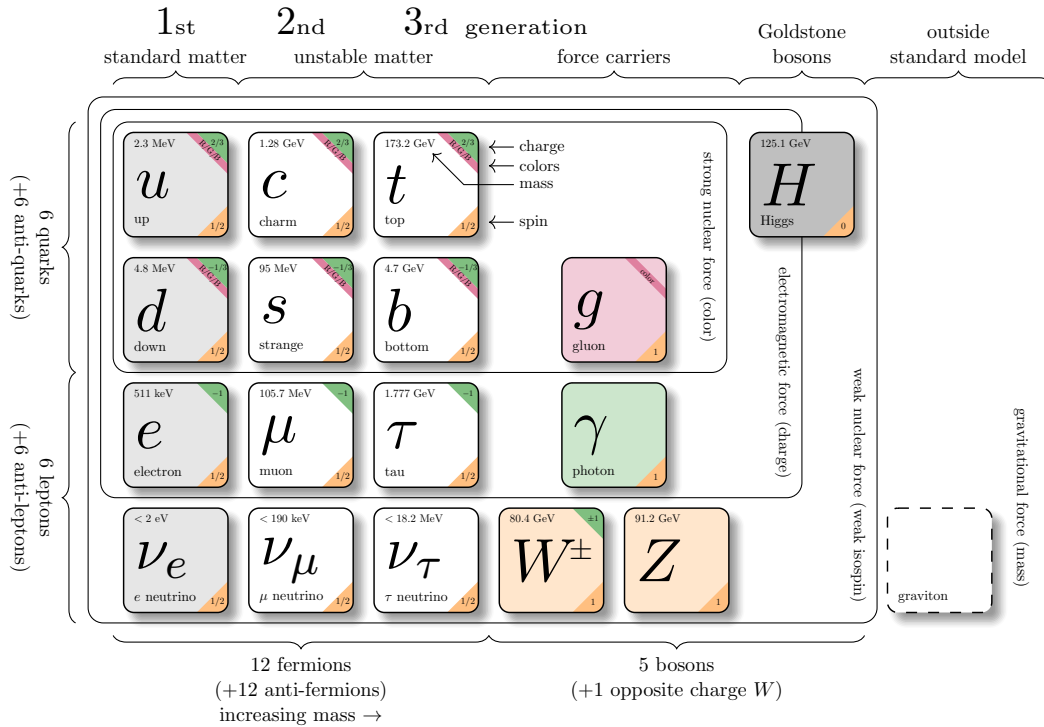 1st 2nd 3rd generation
standard matter
unstable matter
force carriers
Goldstone
bosons
outside
standard model
6 quarks
(+6 anti-quarks)
6 leptons
(+6 anti-leptons)
2.3 MeV
2/3
R/G/B
u
up
1/2
1.28 GeV
2/3
R/G/B
c
charm
1/2
173.2 GeV
2/3
R/G/B
t
top
1/2
charge
colors
mass
spin
125.1 GeV
H
Higgs
0
4.8 MeV
−1/3
R/G/B
d
down
1/2
95 MeV
−1/3
R/G/B
s
strange
1/2
4.7 GeV
−1/3
R/G/B
b
bottom
1/2
color
g
gluon
1
strong nuclear force (color)
511 keV
−1
e
electron
1/2
105.7 MeV
−1
μ
muon
1/2
1.777 GeV
−1
τ
tau
1/2
γ
photon
1
electromagnetic force (charge)
< 2 eV
νe
e neutrino
1/2
< 190 keV
νμ
μ neutrino
1/2
< 18.2 MeV
ντ
τ neutrino
1/2
80.4 GeV
±1
W±
1
91.2 GeV
Z
1
weak nuclear force (weak isospin)
graviton
gravitational force (mass)
12 fermions
(+12 anti-fermions)
increasing mass →
5 bosons
(+1 opposite charge W)